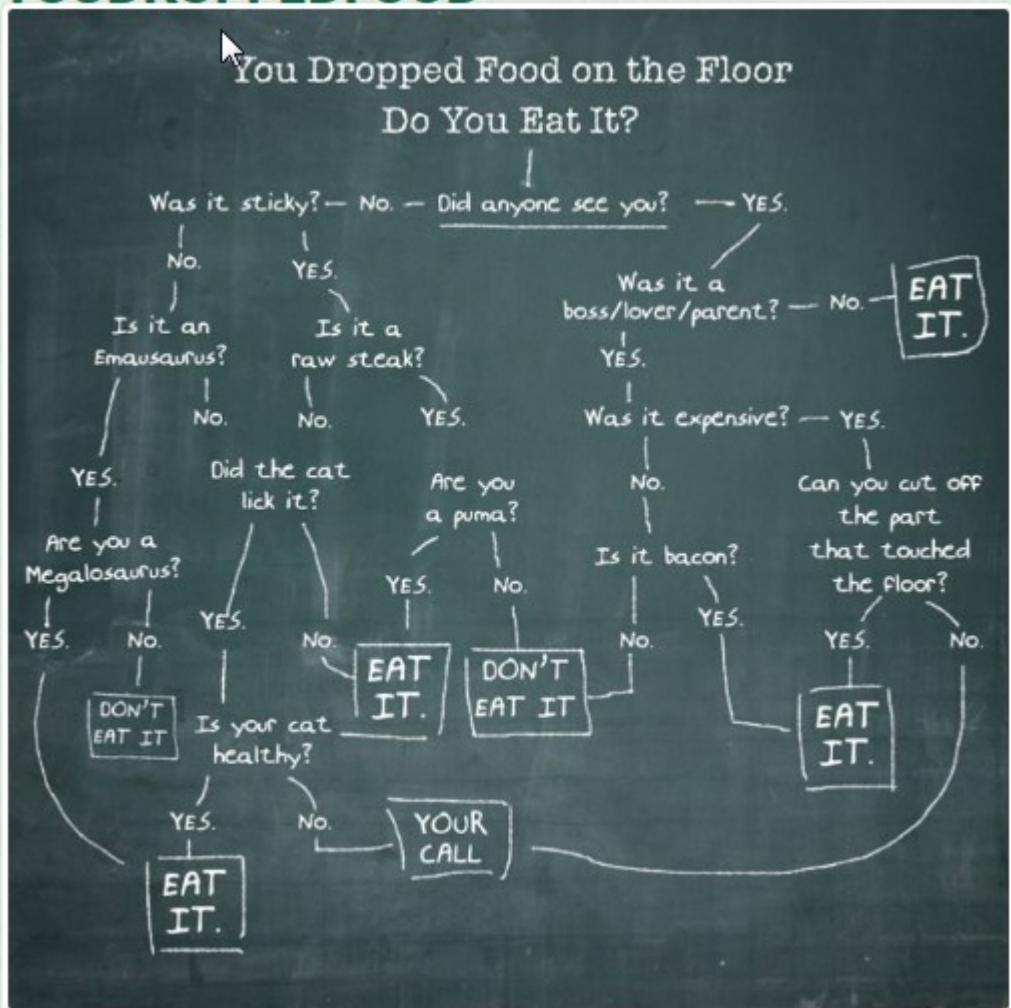 You Dropped Food on the Floor
Do You Eat It?
Was it sticky? — No. — Did anyone see you? — YES.
No.
YES.
Was it a
boss/lover/parent? — No.
EAT
IT.
Is it an
Emausaurus?
Is it a
raw steak?
YES.
No.
No.
YES.
Was it expensive? — YES.
YES.
Did the cat
lick it?
Are you
a puma?
No.
Can you cut off
the part
that touched
the floor?
Are you a
Megalosaurus?
Is it bacon?
YES.
No.
YES.
No.
YES.
No.
No.
YES.
YES.
No.
DON'T
EAT IT
EAT
IT.
DON'T
EAT IT
EAT
IT.
Is your cat
healthy?
YES.
No.
YOUR
CALL
EAT
IT.